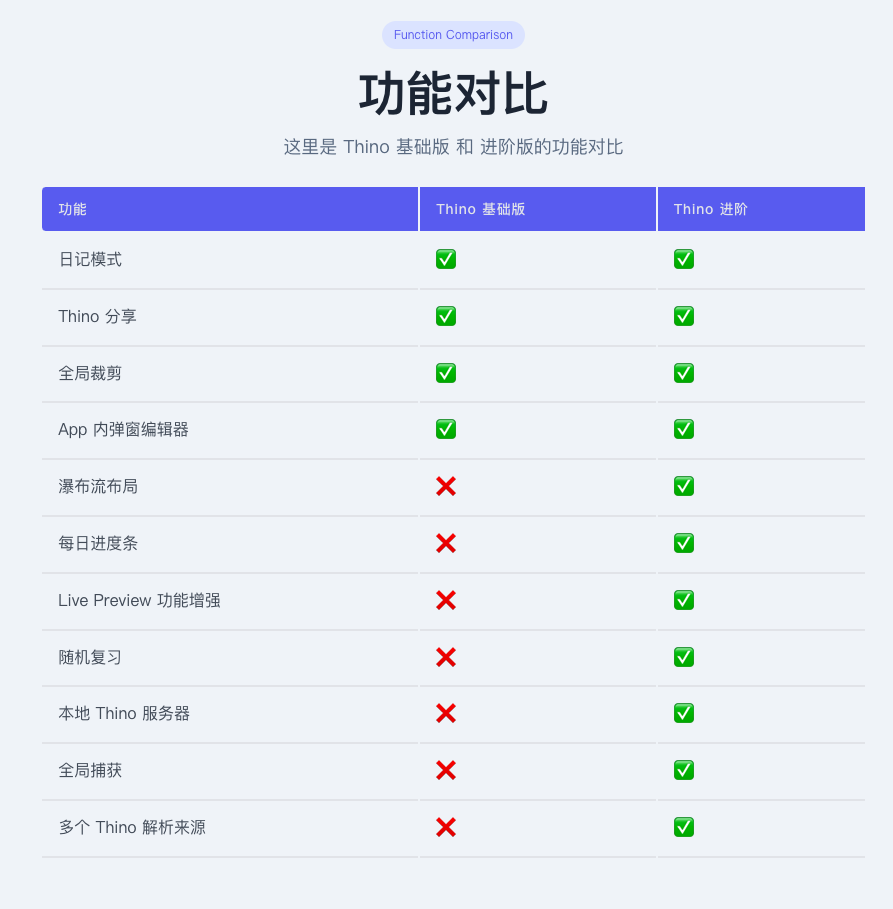 Function Comparison
功能对比
这里是 Thino 基础版 和 进阶版的功能对比
功能 Thino 基础版 Thino 进阶
日记模式 ✅ ✅
Thino 分享 ✅ ✅
全局裁剪 ✅ ✅
App 内弹窗编辑器 ✅ ✅
瀑布流布局 ❌ ✅
每日进度条 ❌ ✅
Live Preview 功能增强 ❌ ✅
随机复习 ❌ ✅
本地 Thino 服务器 ❌ ✅
全局捕获 ❌ ✅
多个 Thino 解析来源 ❌ ✅